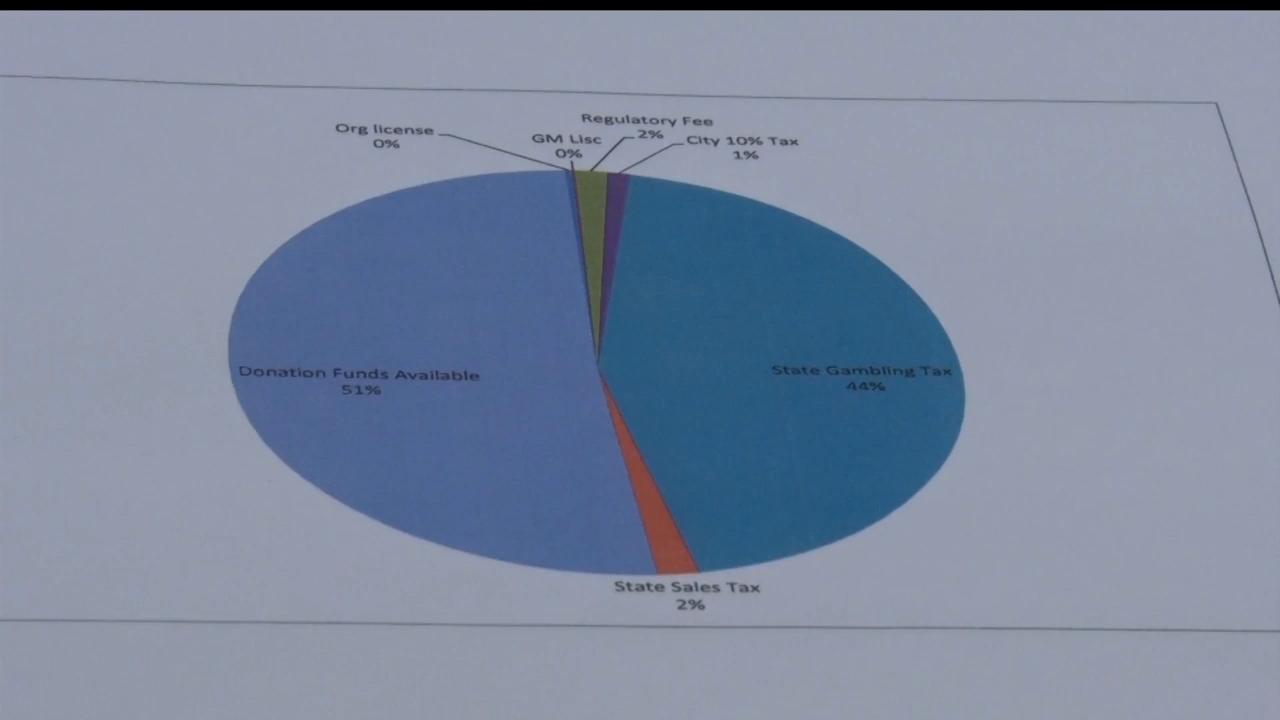 Regulatory Fee
2%
Org license
0%
GM Lisc
0%
City 10% Tax
1%
Donation Funds Available
51%
State Gambling Tax
44%
State Sales Tax
2%